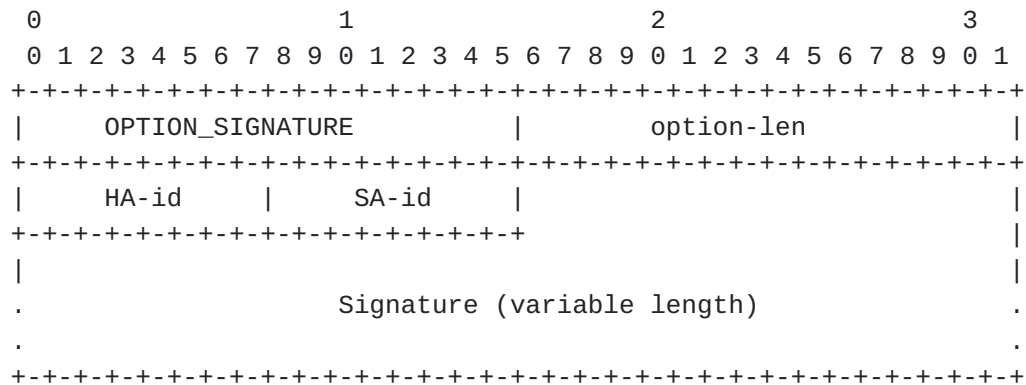 0                   1                   2                   3
 0 1 2 3 4 5 6 7 8 9 0 1 2 3 4 5 6 7 8 9 0 1 2 3 4 5 6 7 8 9 0 1
+-+-+-+-+-+-+-+-+-+-+-+-+-+-+-+-+-+-+-+-+-+-+-+-+-+-+-+-+-+-+-+-+
|     OPTION_SIGNATURE          |        option-len             |
+-+-+-+-+-+-+-+-+-+-+-+-+-+-+-+-+-+-+-+-+-+-+-+-+-+-+-+-+-+-+-+-+
|     HA-id     |     SA-id     |                               |
+-+-+-+-+-+-+-+-+-+-+-+-+-+-+-+-+                               |
|                                                               |
.                    Signature (variable length)                .
.                                                               .
+-+-+-+-+-+-+-+-+-+-+-+-+-+-+-+-+-+-+-+-+-+-+-+-+-+-+-+-+-+-+-+-+